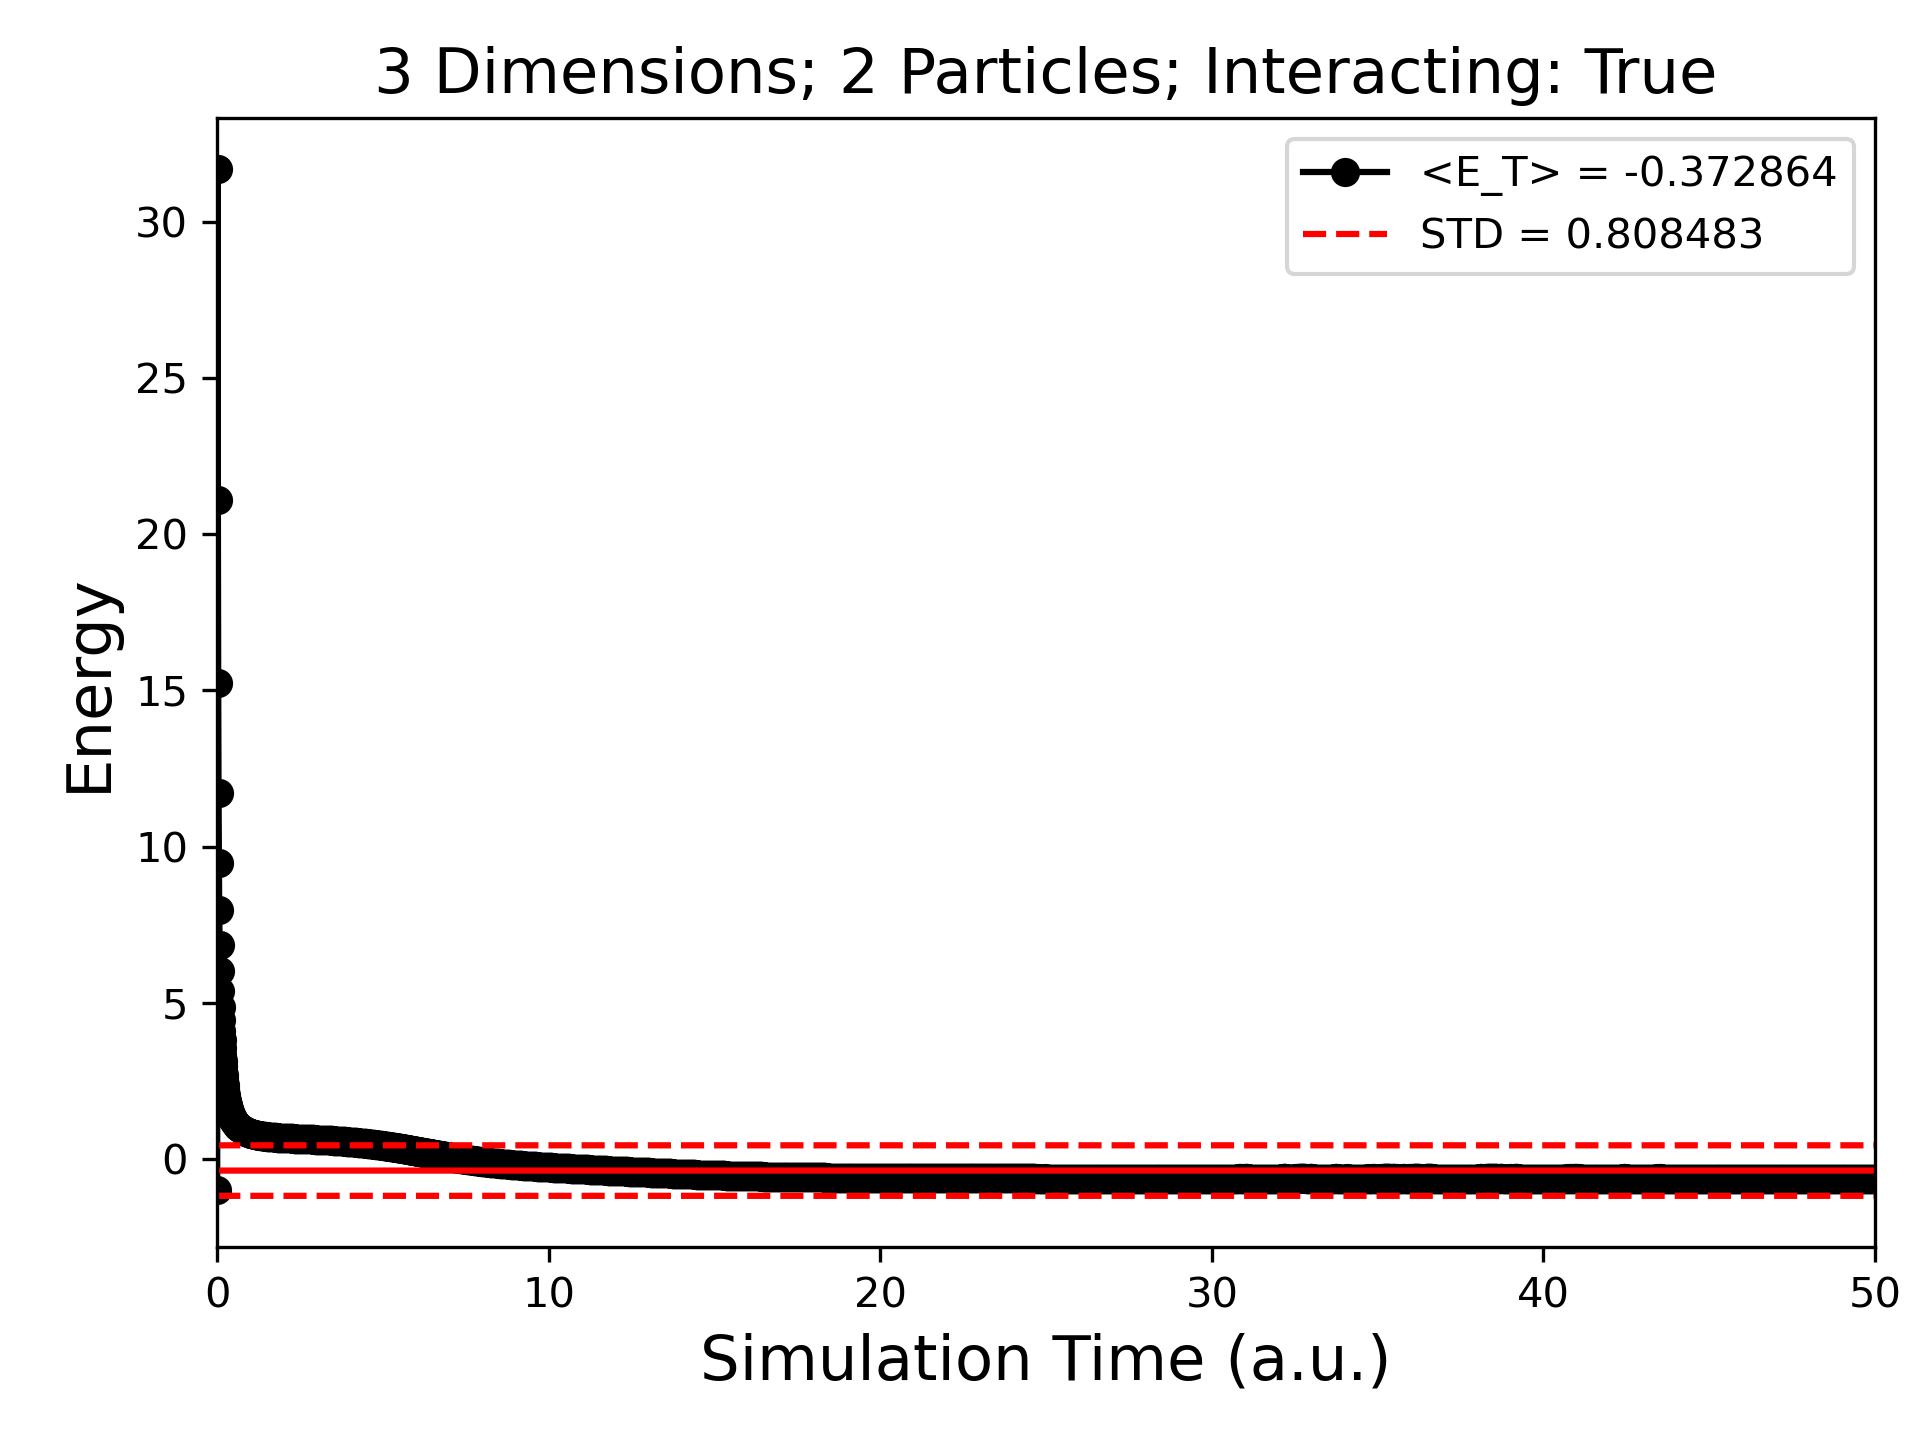 3 Dimensions; 2 Particles; Interacting: True
<E_T> = -0.372864
STD = 0.808483
Energy
30
25
20
15
10
5
0
0 10 20 30 40 50
Simulation Time (a.u.)